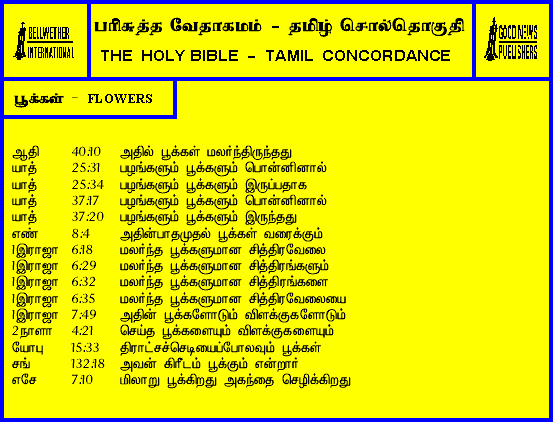 BELLWETHER
INTERNATIONAL
பரிசுத்த வேதாகமம் - தமிழ் சொல்தொகுதி
THE HOLY BIBLE - TAMIL CONCORDANCE
GOOD NEWS
PUBLISHERS
பூக்கள் - FLOWERS
ஆதி 40:10 அதில் பூக்கள் மலர்ந்திருந்தது
யாத் 25:31 பழங்களும் பூக்களும் பொன்னினால்
யாத் 25:34 பழங்களும் பூக்களும் இருப்பதாக
யாத் 37:17 பழங்களும் பூக்களும் பொன்னினால்
யாத் 37:20 பழங்களும் பூக்களும் இருந்தது
எண் 8:4 அதின்பாதமுதல் பூக்கள் வரைக்கும்
1இராஜா 6:18 மலர்ந்த பூக்களுமான சித்திரவேலை
1இராஜா 6:29 மலர்ந்த பூக்களுமான சித்திரங்களும்
1இராஜா 6:32 மலர்ந்த பூக்களுமான சித்திரங்களை
1இராஜா 6:35 மலர்ந்த பூக்களுமான சித்திரவேலையை
1இராஜா 7:49 அதின் பூக்களோடும் விளக்குகளோடும்
2நாளா 4:21 செய்த பூக்களையும் விளக்குகளையும்
யோபு 15:33 திராட்சச்செடியைப்போலவும் பூக்கள்
சங் 132:18 அவன் கிரீடம் பூக்கும் என்றார்
எசே 7:10 மிலாறு பூக்கிறது அகந்தை செழிக்கிறது